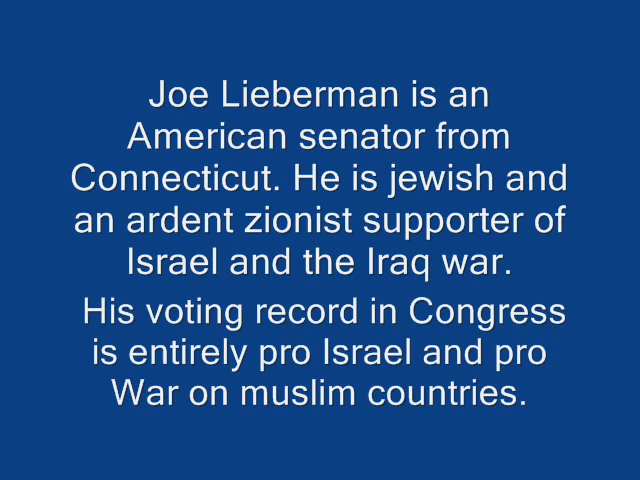 Joe Lieberman is an
American senator from
Connecticut. He is jewish and
an ardent zionist supporter of
Israel and the Iraq war.
His voting record in Congress
is entirely pro Israel and pro
War on muslim countries.